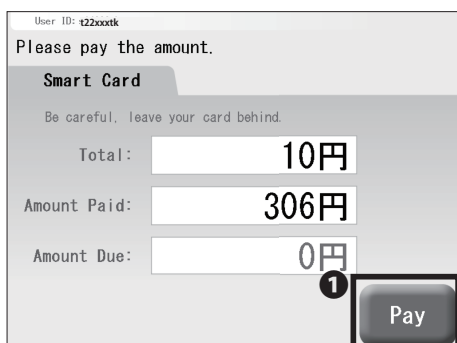 User ID: t22xxxtk
Please pay the amount.
Smart Card
Be careful, leave your card behind.
Total: 10円
Amount Paid: 306円
Amount Due: 0円
❶
Pay